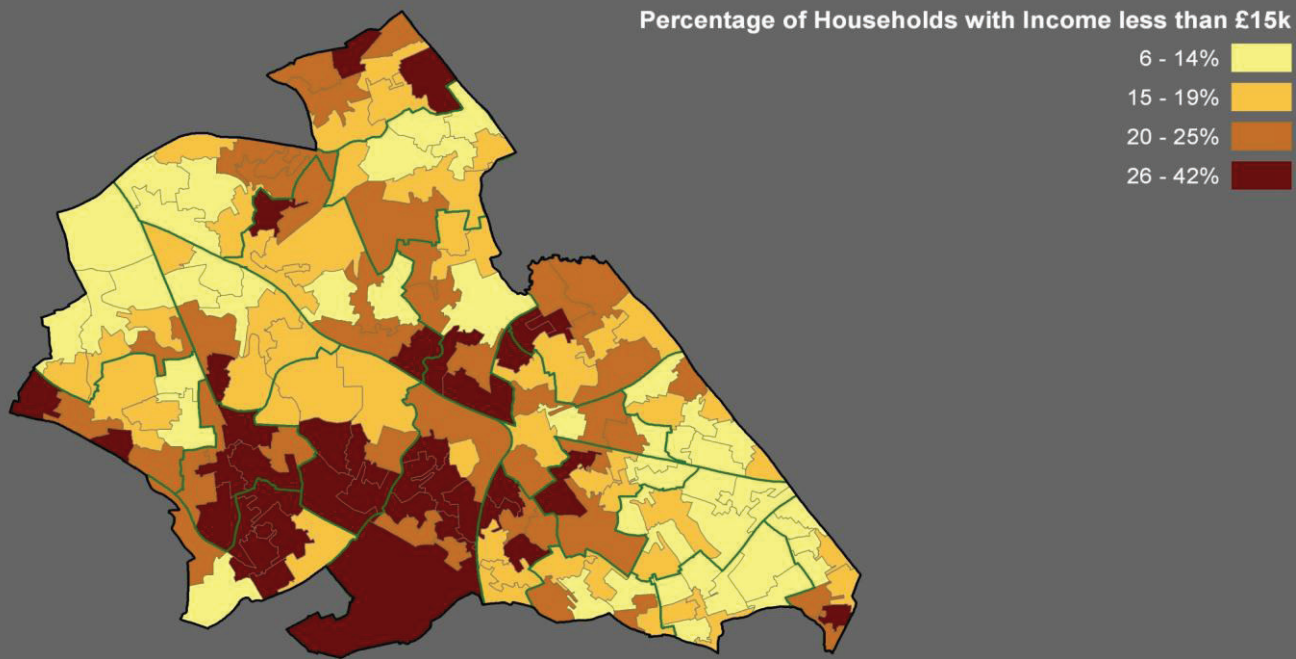 Percentage of Households with Income less than £15k
6 - 14%
15 - 19%
20 - 25%
26 - 42%